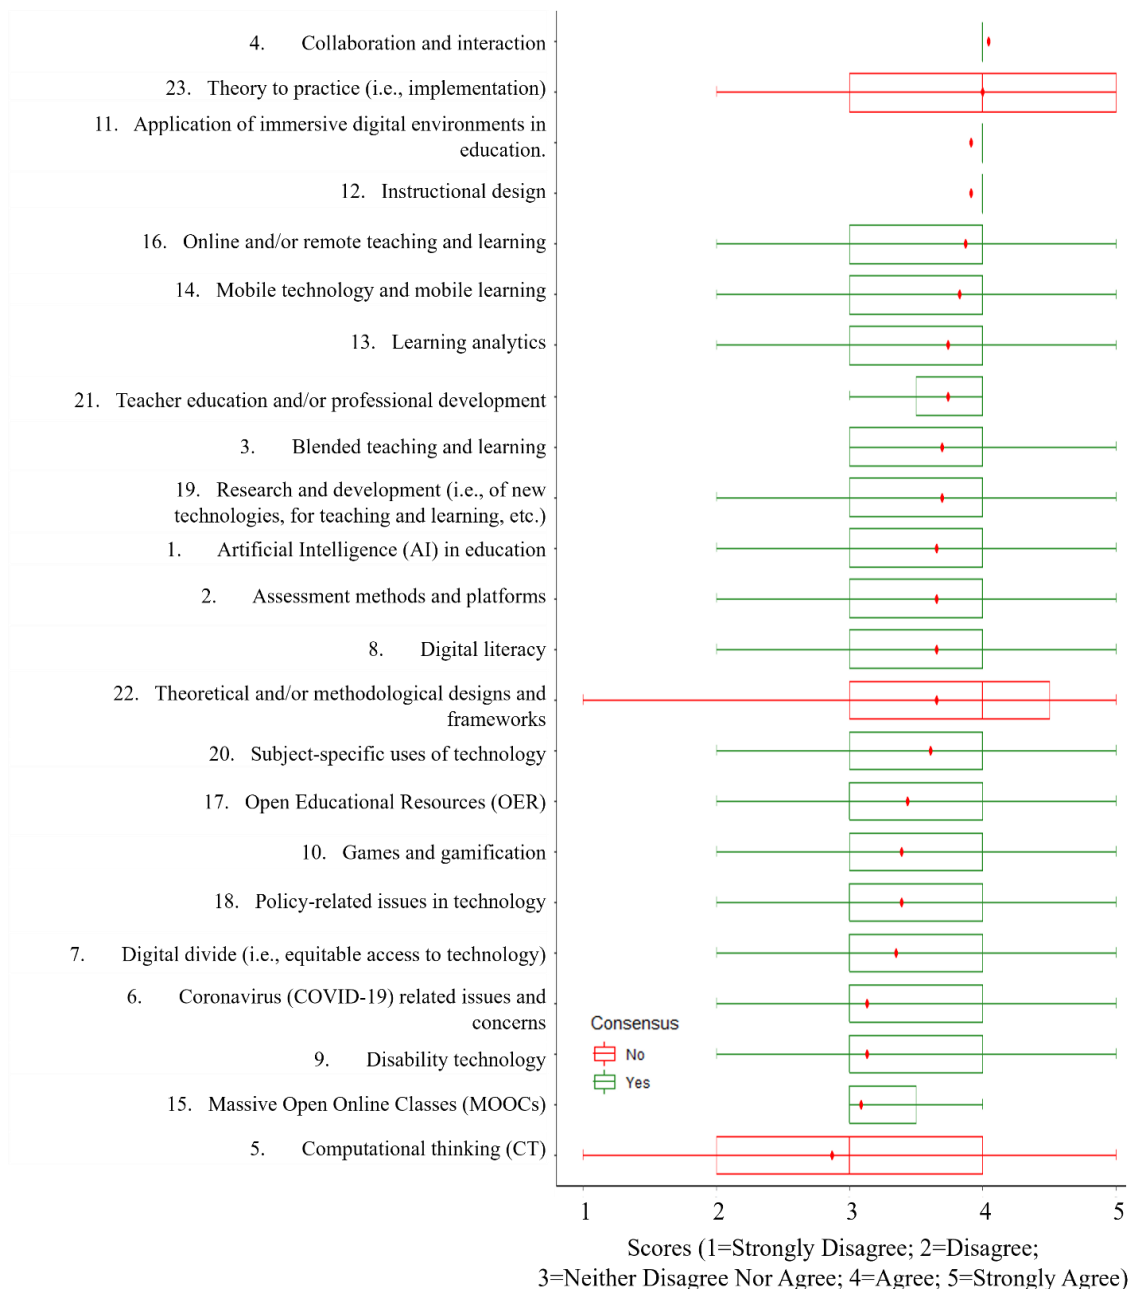 4. Collaboration and interaction
23. Theory to practice (i.e., implementation)
11. Application of immersive digital environments in
education.
12. Instructional design
16. Online and/or remote teaching and learning
14. Mobile technology and mobile learning
13. Learning analytics
21. Teacher education and/or professional development
3. Blended teaching and learning
19. Research and development (i.e., of new
technologies, for teaching and learning, etc.)
1. Artificial Intelligence (AI) in education
2. Assessment methods and platforms
8. Digital literacy
22. Theoretical and/or methodological designs and
frameworks
20. Subject-specific uses of technology
17. Open Educational Resources (OER)
10. Games and gamification
18. Policy-related issues in technology
7. Digital divide (i.e., equitable access to technology)
6. Coronavirus (COVID-19) related issues and
concerns
9. Disability technology
15. Massive Open Online Classes (MOOCs)
5. Computational thinking (CT)
Consensus
No
Yes
1 2 3 4 5
Scores (1=Strongly Disagree; 2=Disagree;
3=Neither Disagree Nor Agree; 4=Agree; 5=Strongly Agree)